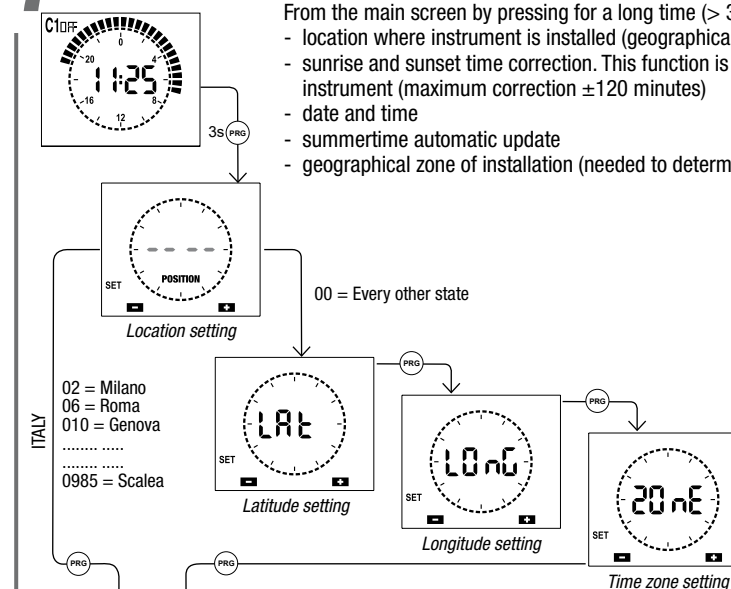 From the main screen by pressing for a long time (> 3
- location where instrument is installed (geographica
- sunrise and sunset time correction. This function is
instrument (maximum correction ±120 minutes)
- date and time
- summertime automatic update
- geographical zone of installation (needed to determ
C1OFF
0
20
4
11:25
16
8
12
3s PRG
POSITION
SET
- +
Location setting
00 = Every other state
ITALY
02 = Milano
06 = Roma
010 = Genova
........ .....
........ .....
0985 = Scalea
PRG
LAt
SET
- +
Latitude setting
PRG
LOnG
SET
- +
Longitude setting
ZOnE
SET
- +
Time zone setting
PRG
PRG